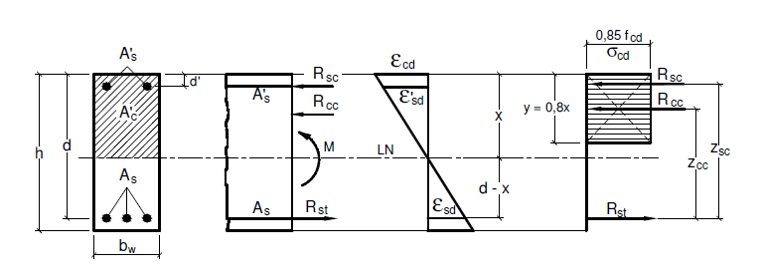 0,85 fcd
σcd
A's
d'
εcd
Rsc
Rsc
A's
ε'sd
A'c
Rcc
Rcc
x
y = 0,8x
h
d
M
LN
zcc
zsc
As
d - x
As
Rst
εsd
Rst
bw